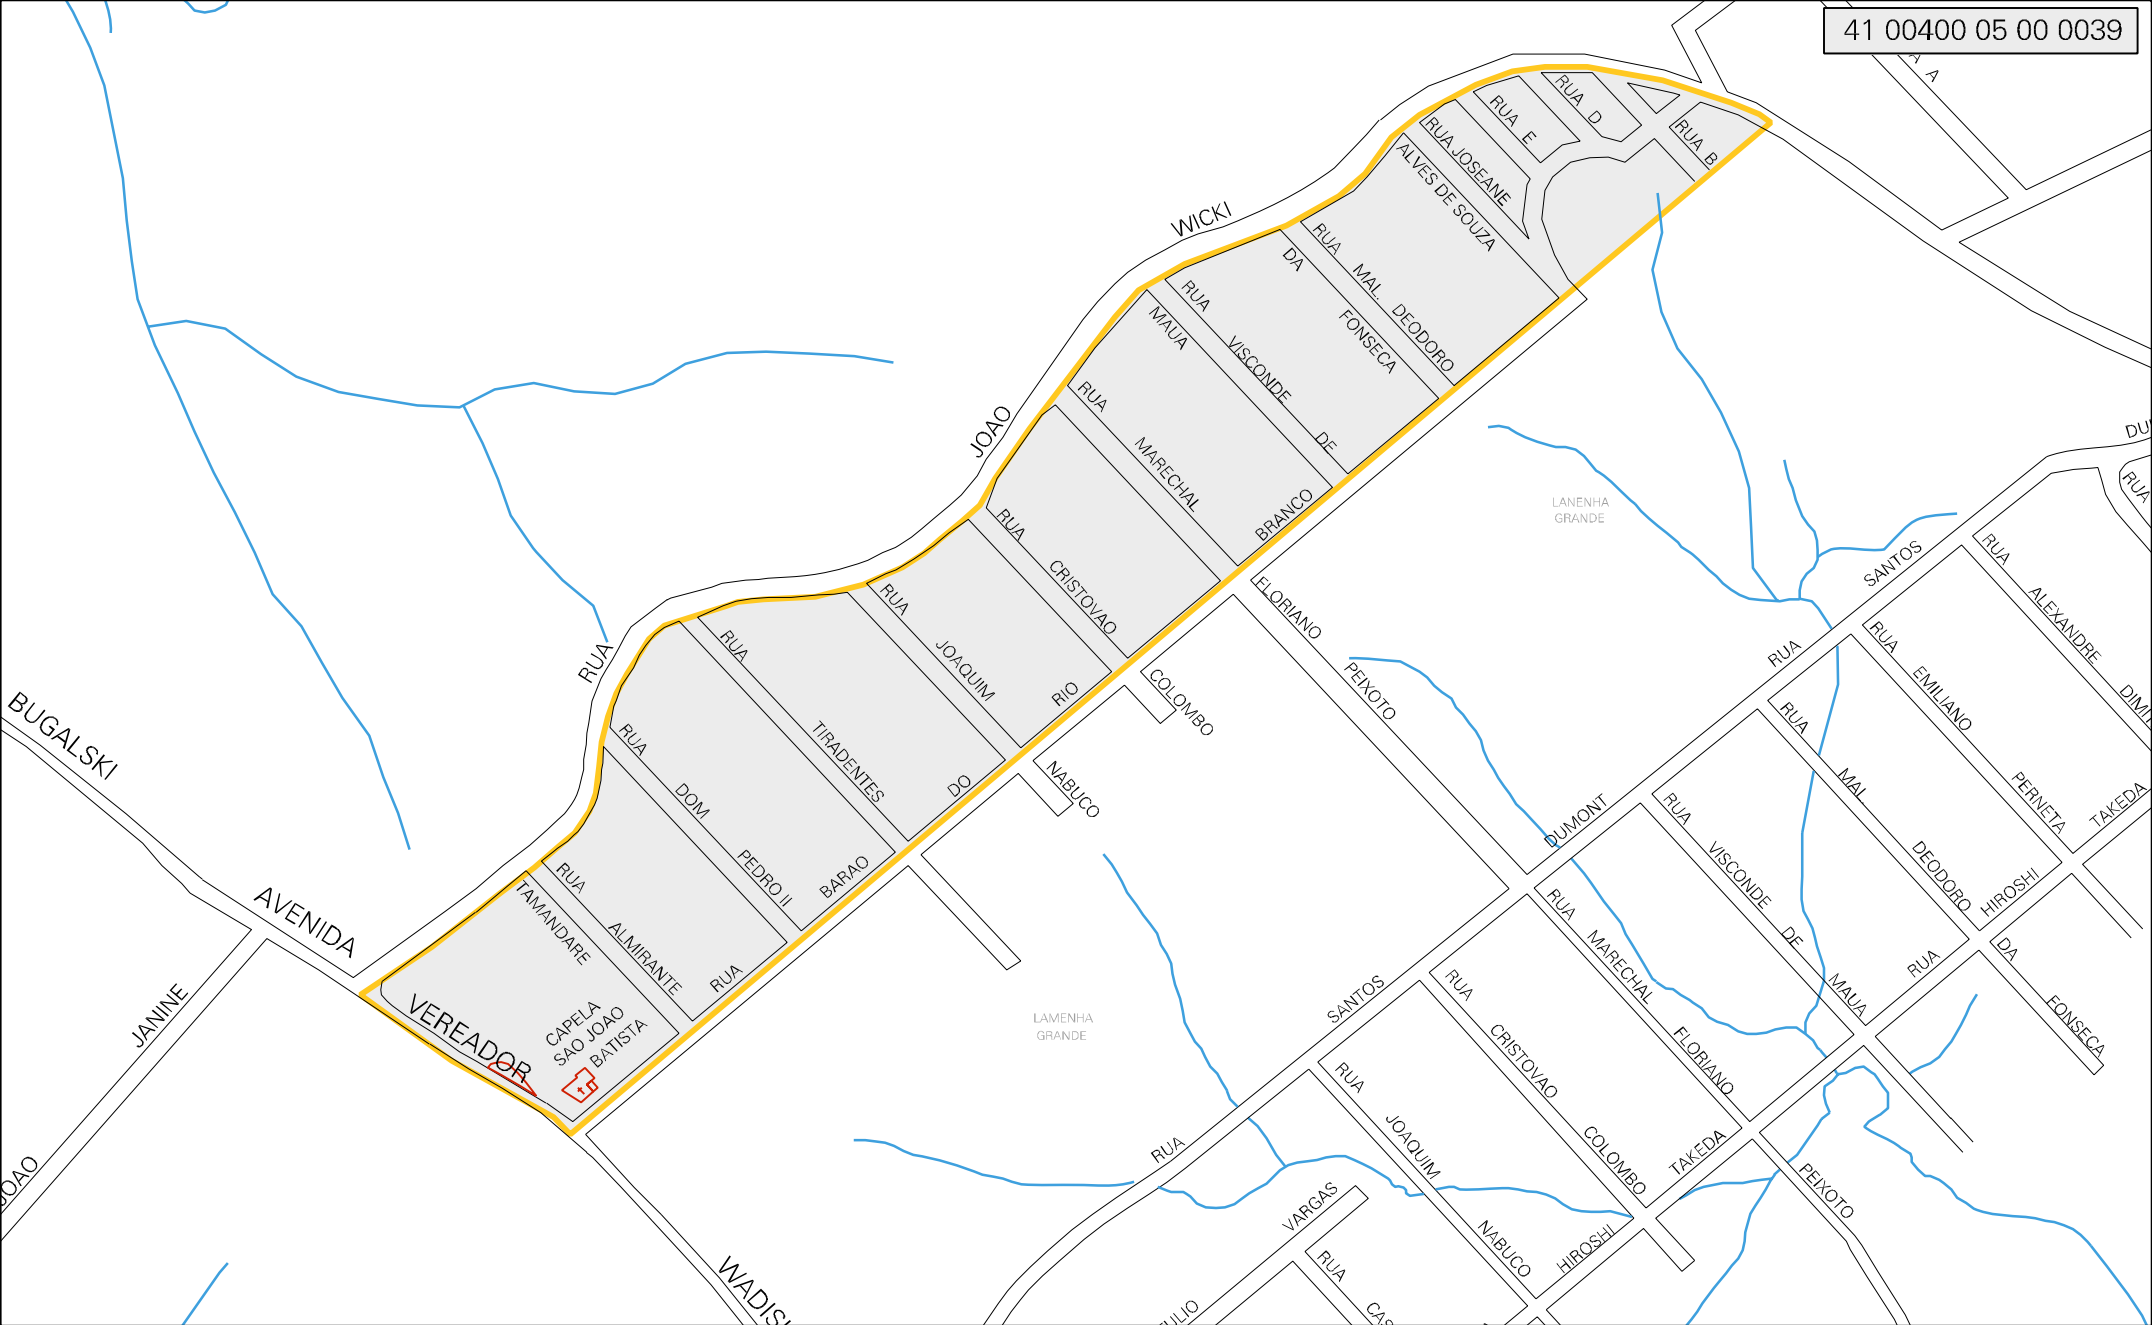 41 00400 05 00 0039
A
RUA D
RUA E
RUA B
RUA JOSEANE
ALVES DE SOUZA
WICKI
RUA MAL. DEODORO
DA FONSECA
RUA VISCONDE DE
MAUA
RUA MARECHAL
JOAO
RUA CRISTOVAO
BRANCO
RUA JOAQUIM
RIO
RUA TIRADENTES
DO
RUA
RUA DOM PEDRO II
BARAO
RUA ALMIRANTE
TAMANDARE
RUA
BUGALSKI
AVENIDA
VEREADOR
CAPELA
SAO JOAO
BATISTA
JANINE
JOAO
WADISL
LANENHA
GRANDE
FLORIANO PEIXOTO
COLOMBO
NABUCO
LAMENHA
GRANDE
RUA SANTOS DUMONT
RUA SANTOS
RUA
RUA ALEXANDRE
RUA EMILIANO PERNETA
TAKEDA
HIROSHI
RUA
RUA MAL. DEODORO
DA FONSECA
RUA VISCONDE DE MAUA
RUA MARECHAL FLORIANO
PEIXOTO
RUA CRISTOVAO COLOMBO
TAKEDA
HIROSHI
RUA JOAQUIM NABUCO
VARGAS
RUA
CAS